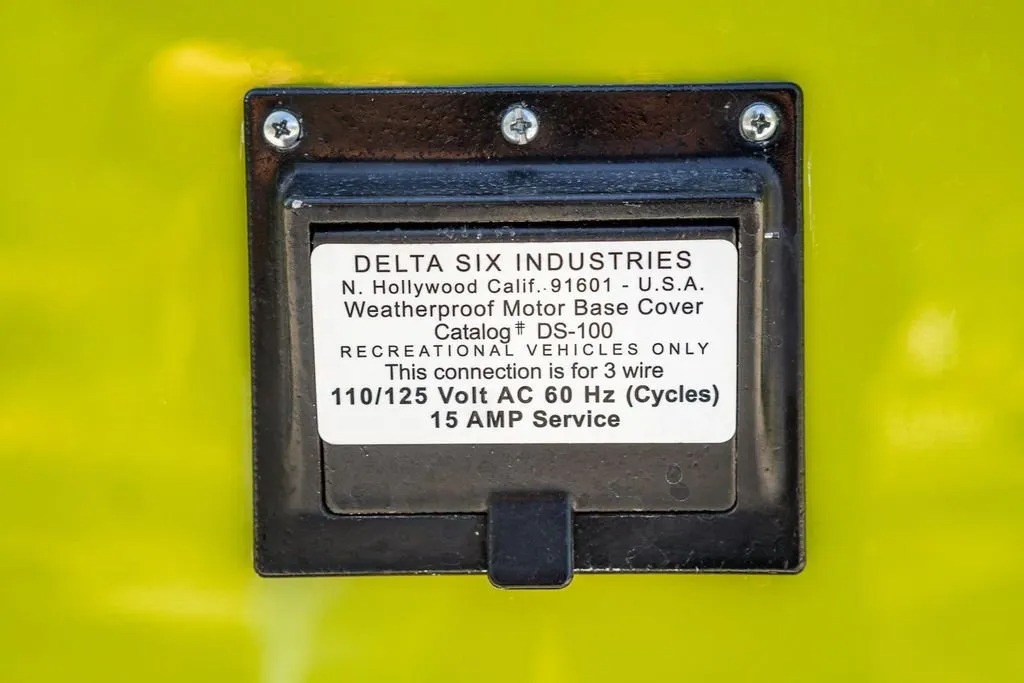 DELTA SIX INDUSTRIES
N. Hollywood Calif. 91601 - U.S.A.
Weatherproof Motor Base Cover
Catalog # DS-100
RECREATIONAL VEHICLES ONLY
This connection is for 3 wire
110/125 Volt AC 60 Hz (Cycles)
15 AMP Service